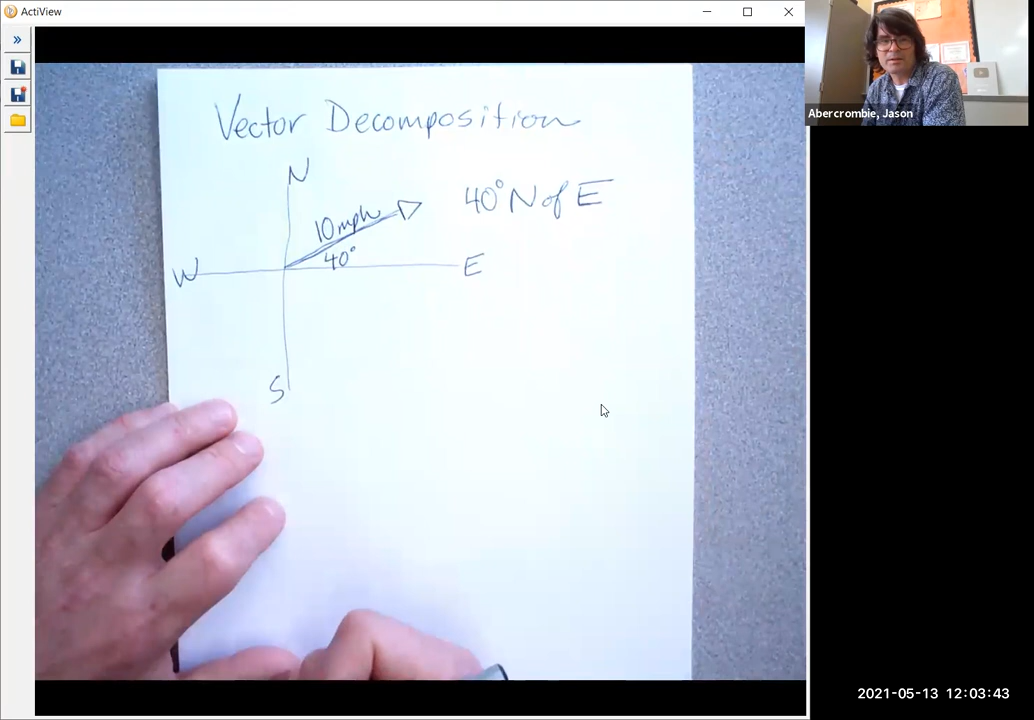 ActiView
Abercrombie, Jason
Vector Decomposition
N
10mph
40° N of E
40°
W
E
S
2021-05-13 12:03:43